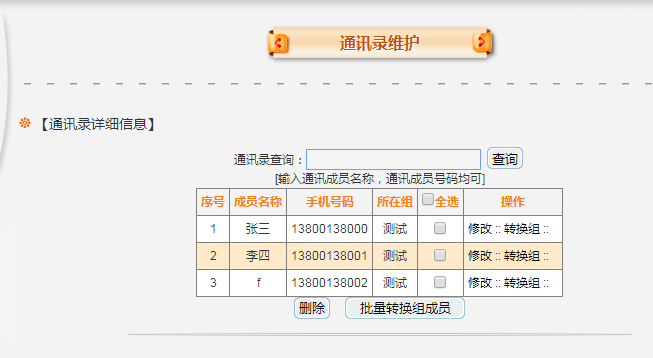 通讯录维护
【通讯录详细信息】
通讯录查询： 查询
[输入通讯成员名称，通讯成员号码均可]
序号 成员名称 手机号码 所在组 全选 操作
1 张三 13800138000 测试 修改 :: 转换组 ::
2 李四 13800138001 测试 修改 :: 转换组 ::
3 f 13800138002 测试 修改 :: 转换组 ::
删除 批量转换组成员